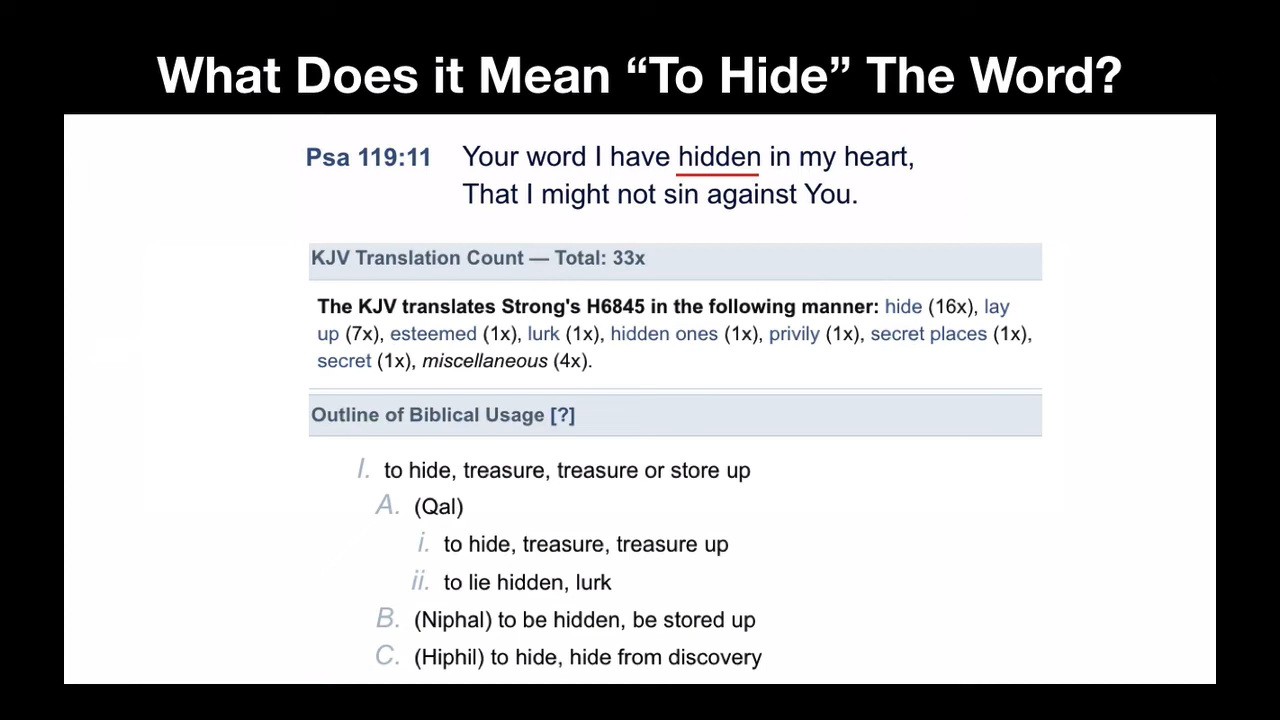 What Does it Mean “To Hide” The Word?
Psa 119:11 Your word I have hidden in my heart,
That I might not sin against You.
KJV Translation Count — Total: 33x
The KJV translates Strong's H6845 in the following manner: hide (16x), lay
up (7x), esteemed (1x), lurk (1x), hidden ones (1x), privily (1x), secret places (1x),
secret (1x), miscellaneous (4x).
Outline of Biblical Usage [?]
I. to hide, treasure, treasure or store up
A. (Qal)
i. to hide, treasure, treasure up
ii. to lie hidden, lurk
B. (Niphal) to be hidden, be stored up
C. (Hiphil) to hide, hide from discovery